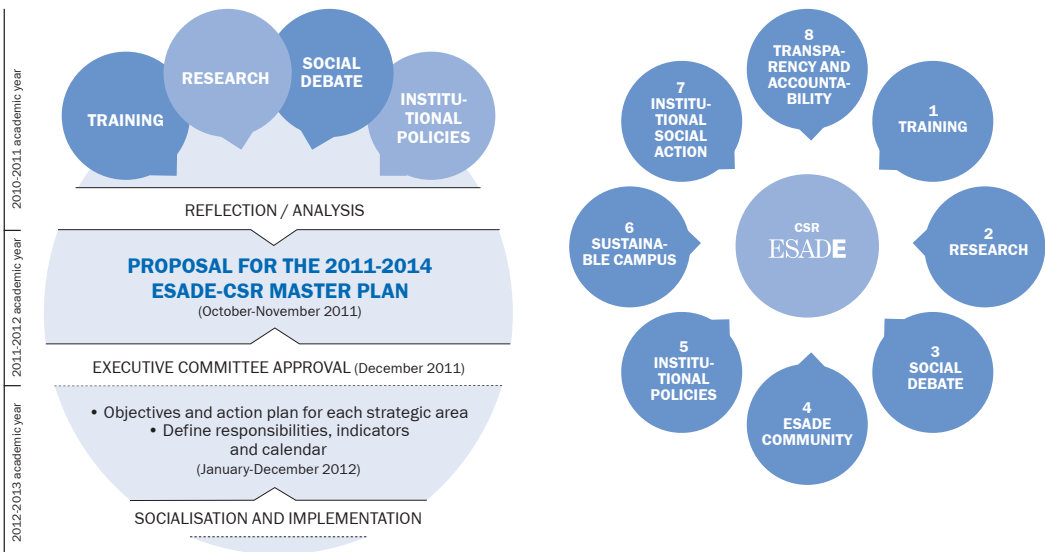 2010-2011 academic year
TRAINING
RESEARCH
SOCIAL
DEBATE
INSTITU-
TIONAL
POLICIES
REFLECTION / ANALYSIS
2011-2012 academic year
PROPOSAL FOR THE 2011-2014
ESADE-CSR MASTER PLAN
(October-November 2011)
EXECUTIVE COMMITTEE APPROVAL (December 2011)
2012-2013 academic year
• Objectives and action plan for each strategic area
• Define responsibilities, indicators
and calendar
(January-December 2012)
SOCIALISATION AND IMPLEMENTATION
8
TRANSPA-
RENCY AND
ACCOUNTA-
BILITY
1
TRAINING
2
RESEARCH
3
SOCIAL
DEBATE
4
ESADE
COMMUNITY
5
INSTITU-
TIONAL
POLICIES
6
SUSTAINA-
BLE CAMPUS
7
INSTITU-
TIONAL
SOCIAL
ACTION
CSR
ESADE